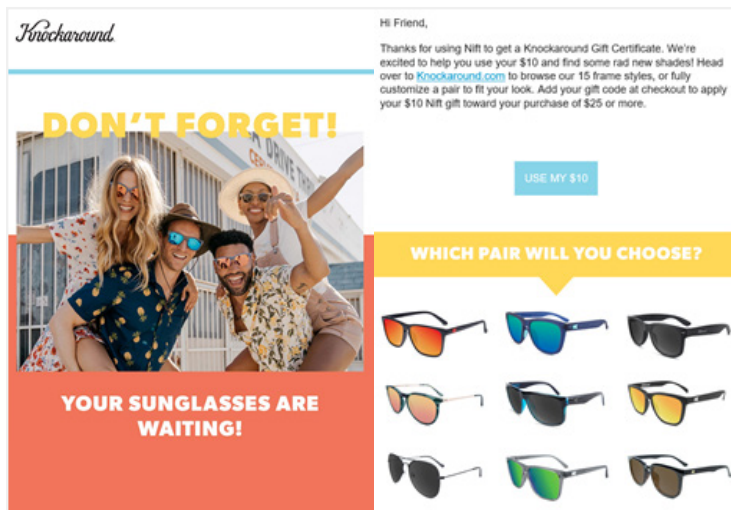 Knockaround.
DON'T FORGET!
A DRIVE THR
YOUR SUNGLASSES ARE
WAITING!
Hi Friend,
Thanks for using Nift to get a Knockaround Gift Certificate. We're
excited to help you use your $10 and find some rad new shades! Head
over to Knockaround.com to browse our 15 frame styles, or fully
customize a pair to fit your look. Add your gift code at checkout to apply
your $10 Nift gift toward your purchase of $25 or more.
USE MY $10
WHICH PAIR WILL YOU CHOOSE?